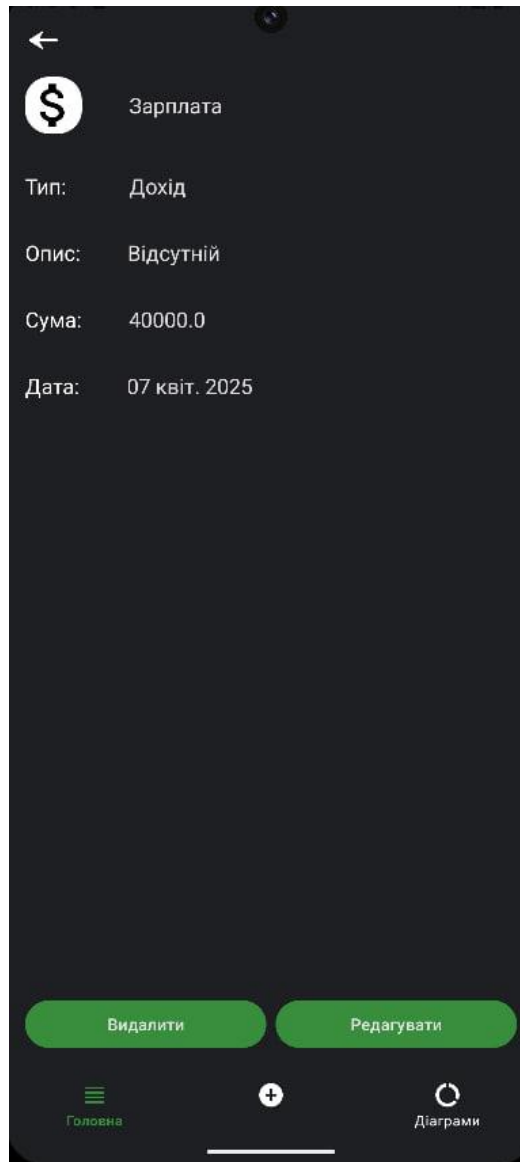 Зарплата
Тип: Дохід
Опис: Відсутній
Сума: 40000.0
Дата: 07 квіт. 2025
Видалити Редагувати
Головна Діаграми